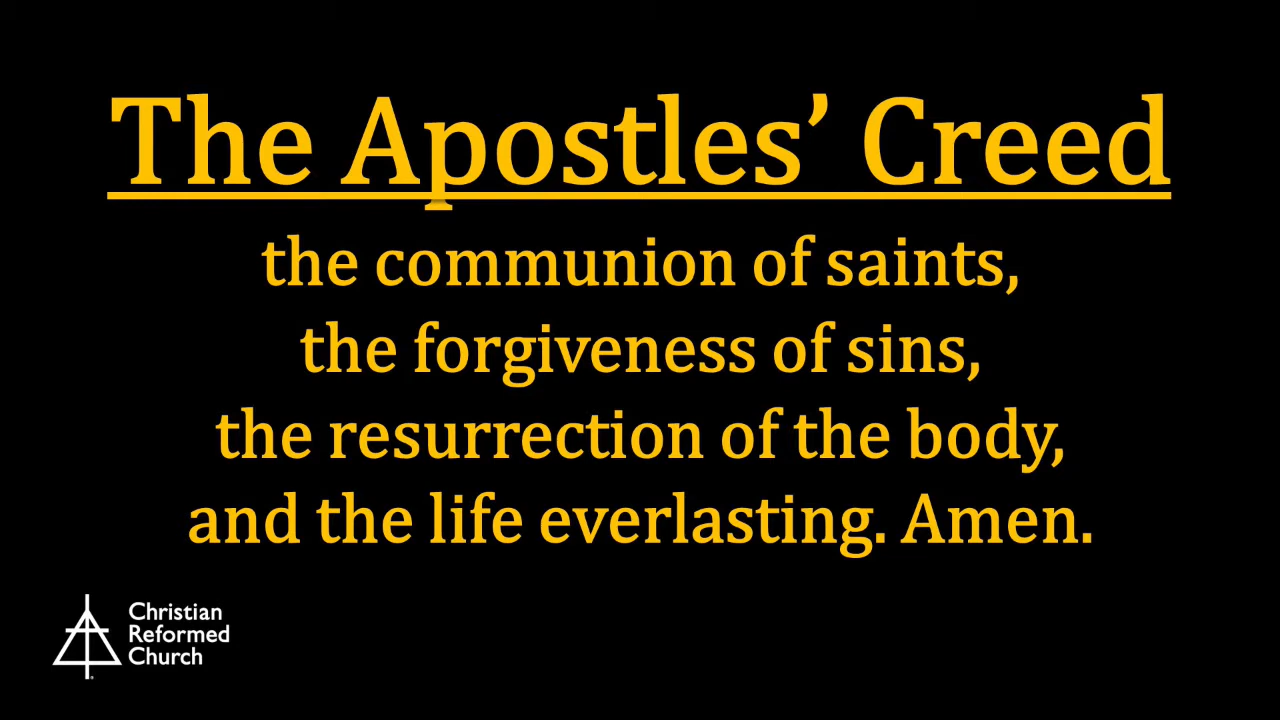 The Apostles’ Creed
the communion of saints,
the forgiveness of sins,
the resurrection of the body,
and the life everlasting. Amen.
Christian
Reformed
Church